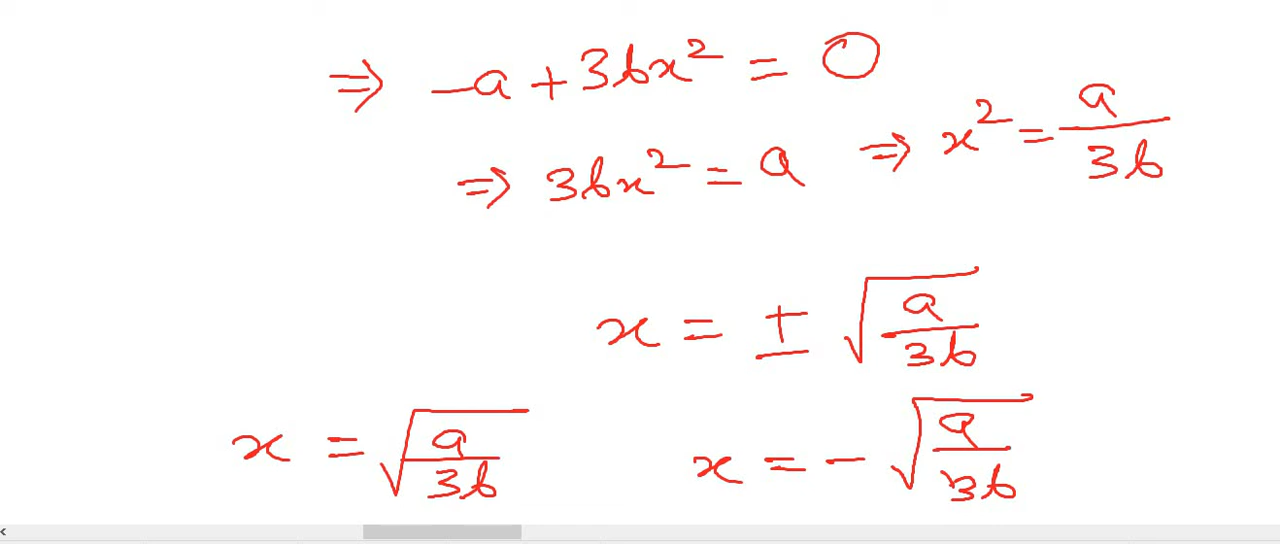 ⇒ -a + 3bx² = 0
⇒ 3bx² = a ⇒ x² = a/3b
x = ± √(a/3b)
x = √(a/3b) x = - √(a/3b)